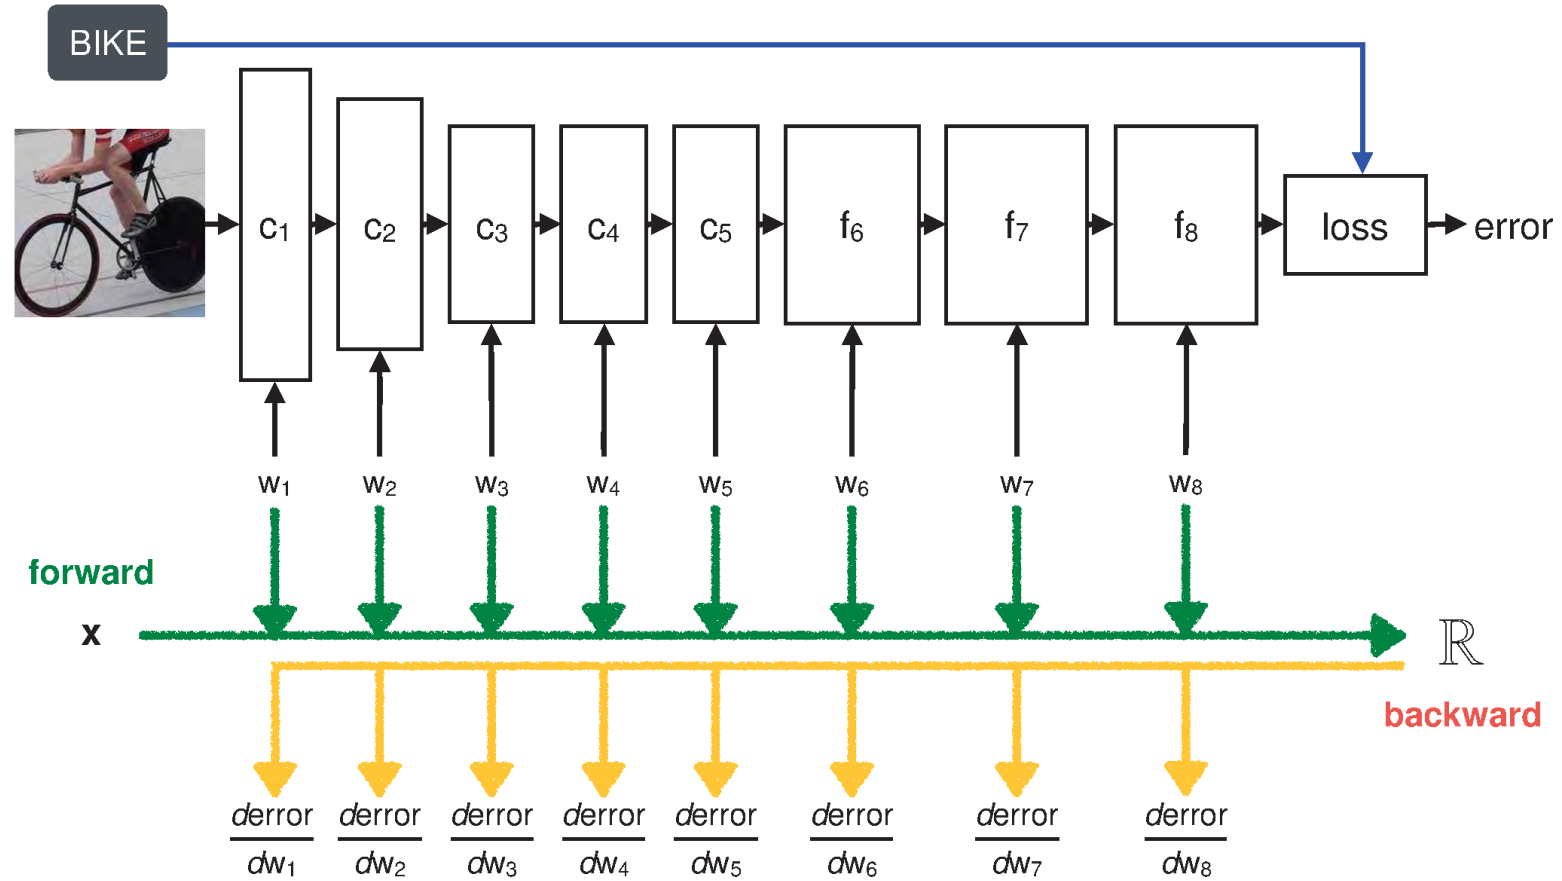 BIKE
c₁ c₂ c₃ c₄ c₅ f₆ f₇ f₈ loss error
w₁ w₂ w₃ w₄ w₅ w₆ w₇ w₈
forward
x ℝ
backward
derror derror derror derror derror derror derror derror
dw₁ dw₂ dw₃ dw₄ dw₅ dw₆ dw₇ dw₈